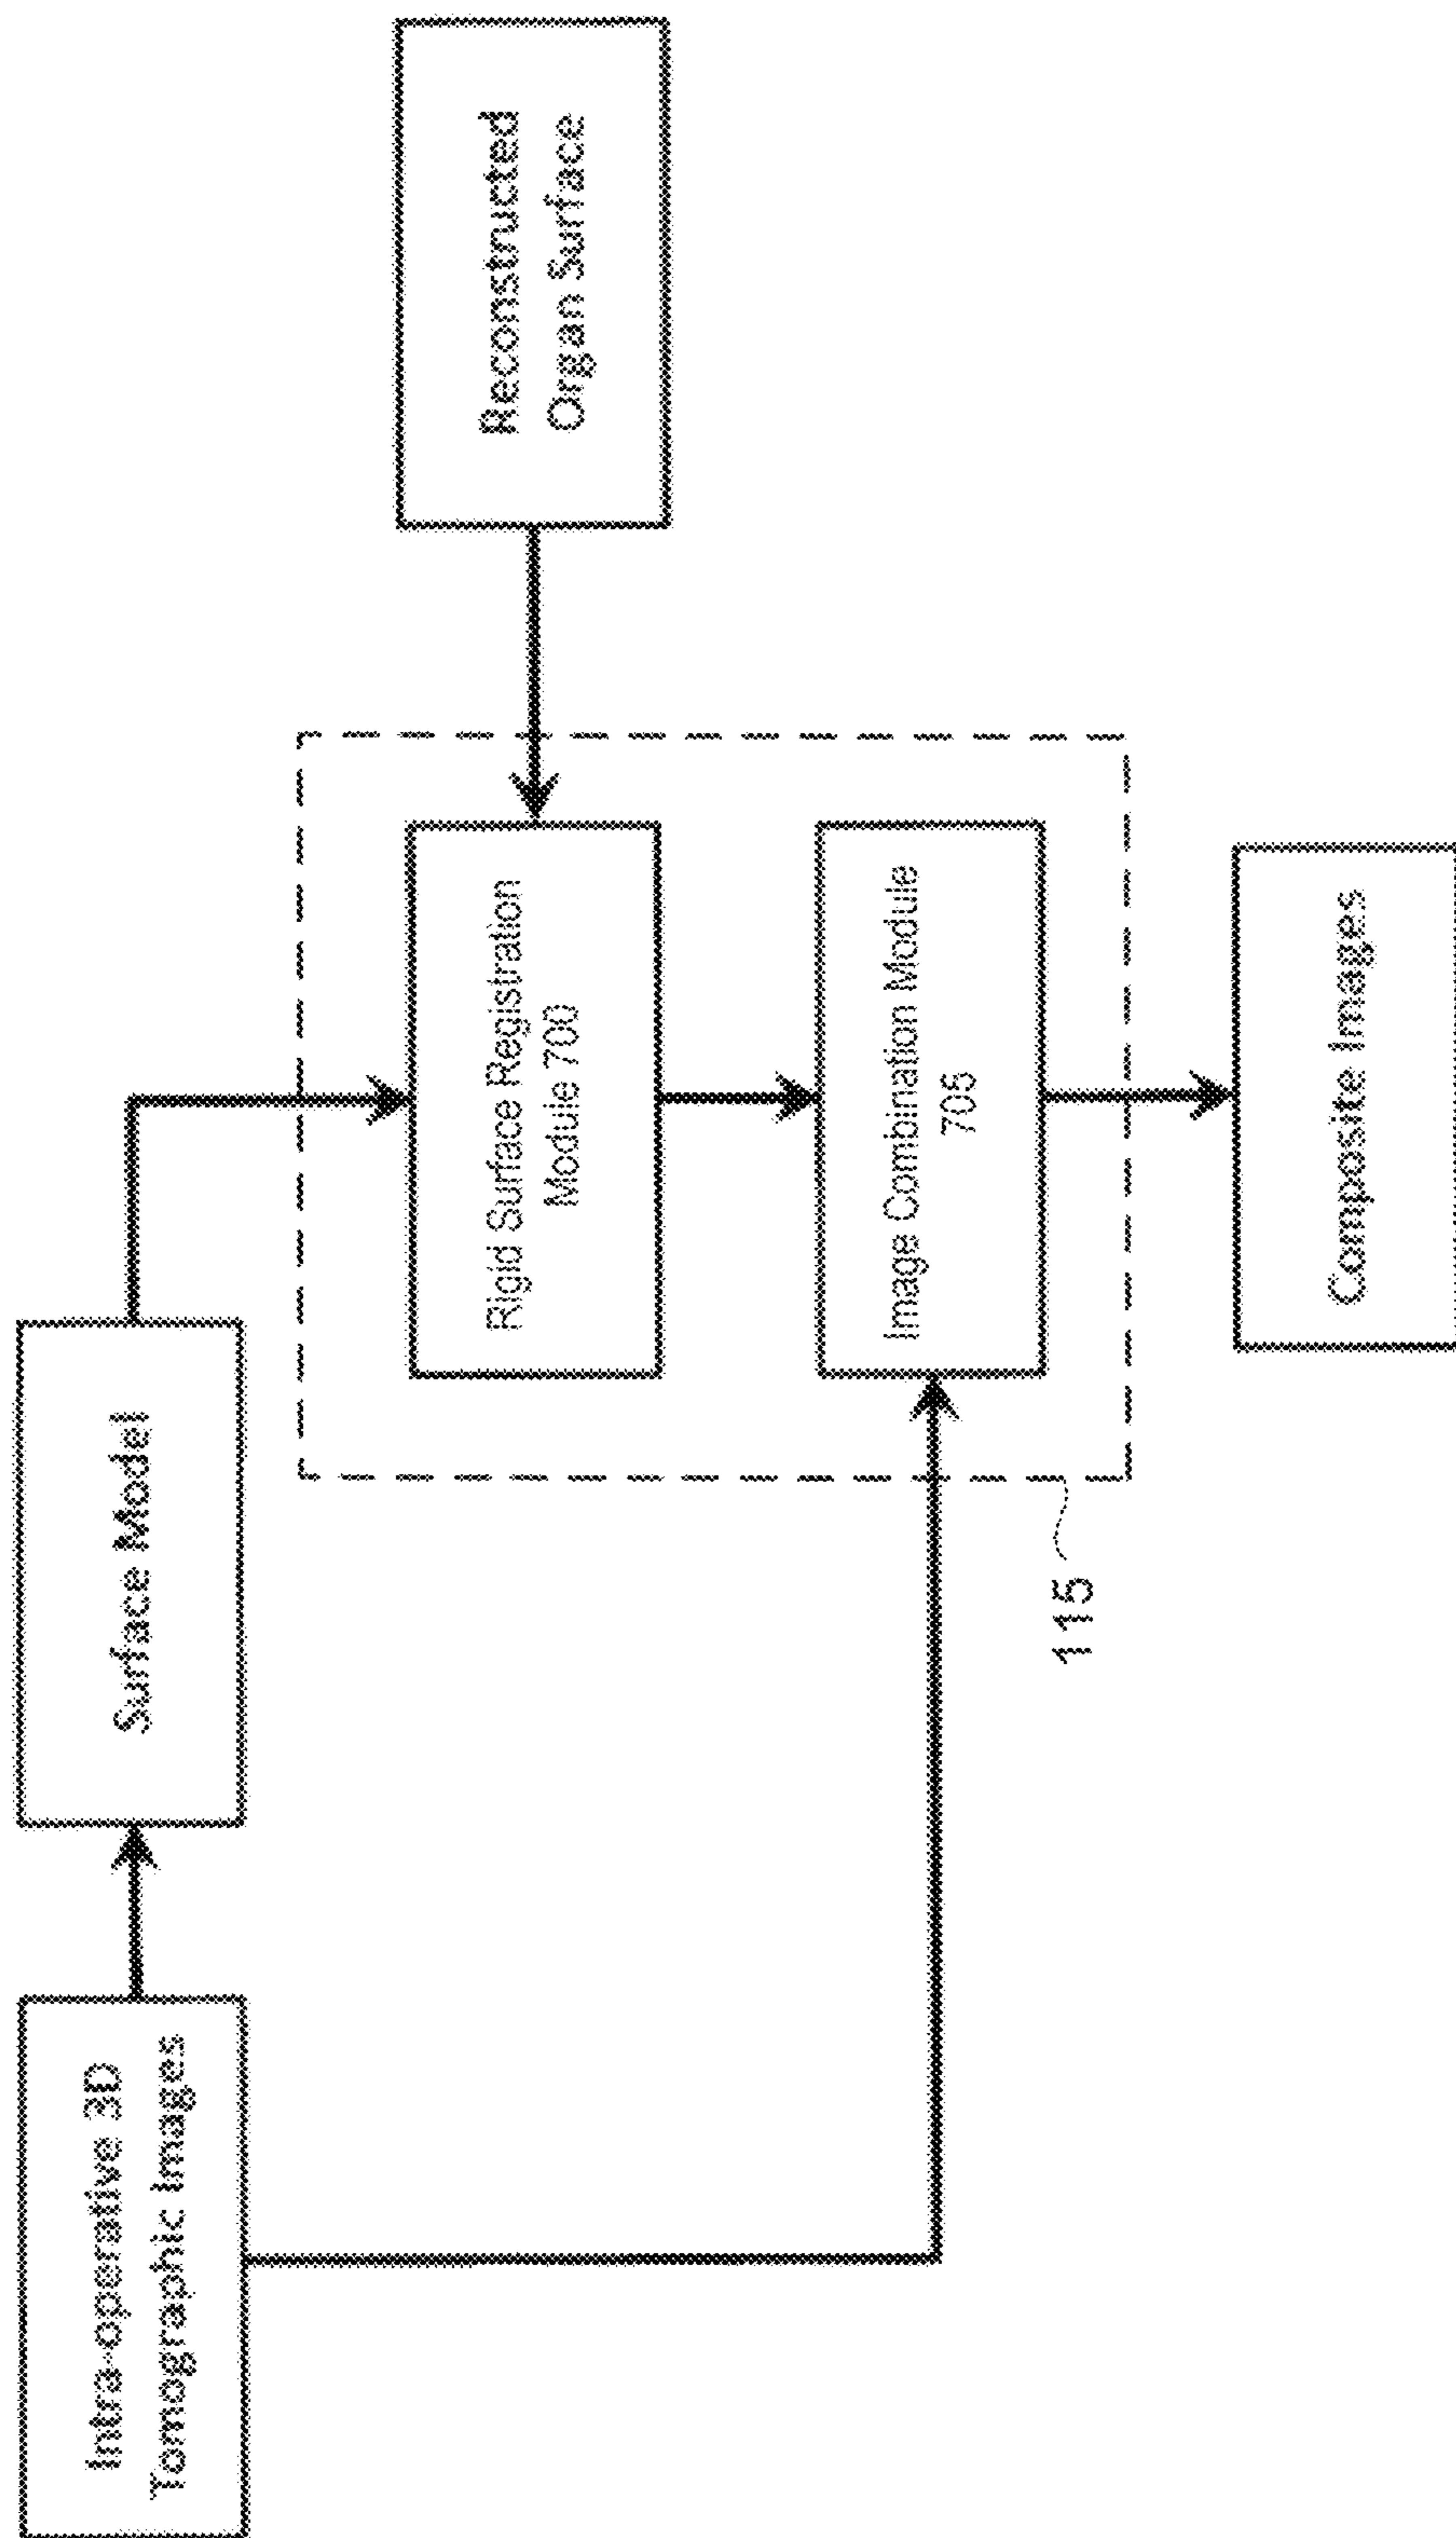 Intra-operative 3D
Tomographic Images
Surface Model
Reconstructed
Organ Surface
Rigid Surface Registration
Module 700
Image Combination Module
705
115
Composite Images